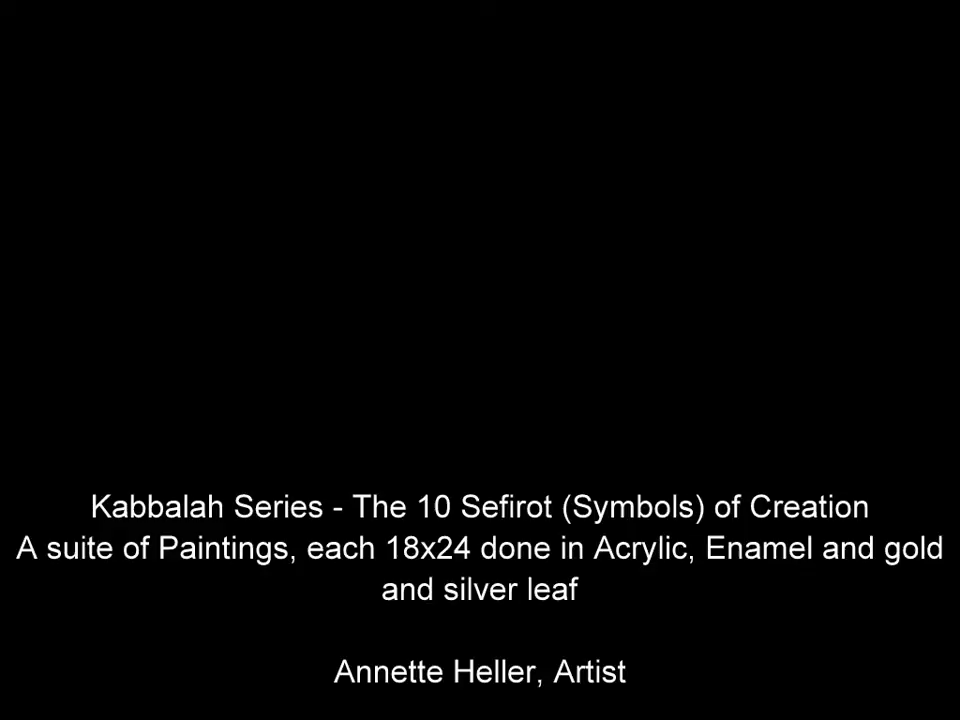 Kabbalah Series - The 10 Sefirot (Symbols) of Creation
A suite of Paintings, each 18x24 done in Acrylic, Enamel and gold
and silver leaf
Annette Heller, Artist